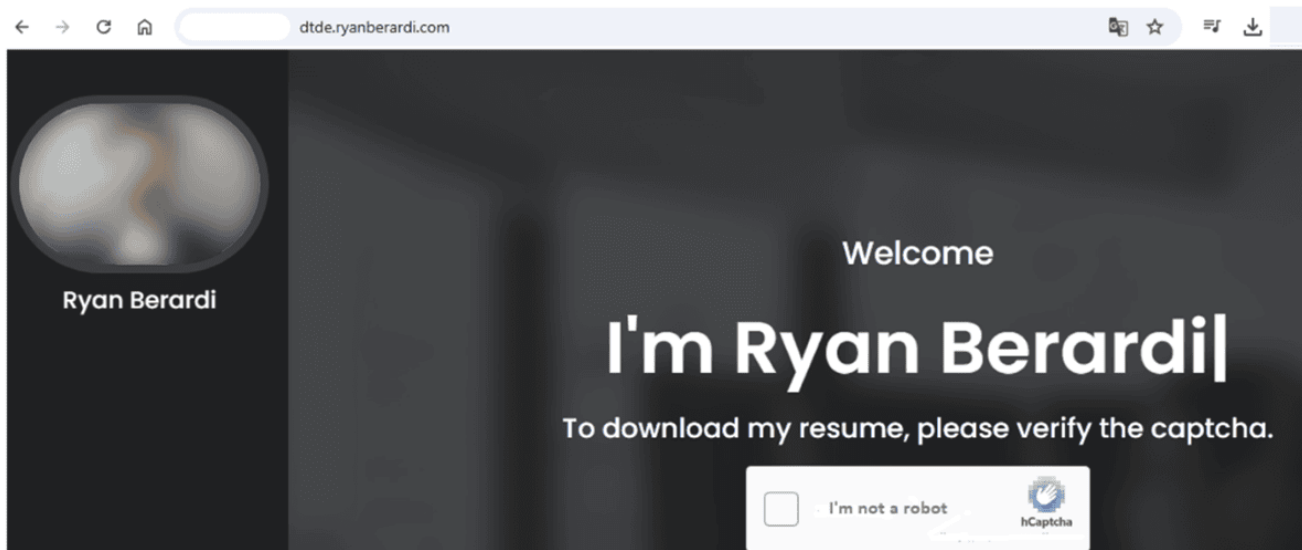 dtde.ryanberardi.com
Ryan Berardi
Welcome
I'm Ryan Berardi|
To download my resume, please verify the captcha.
I'm not a robot
hCaptcha